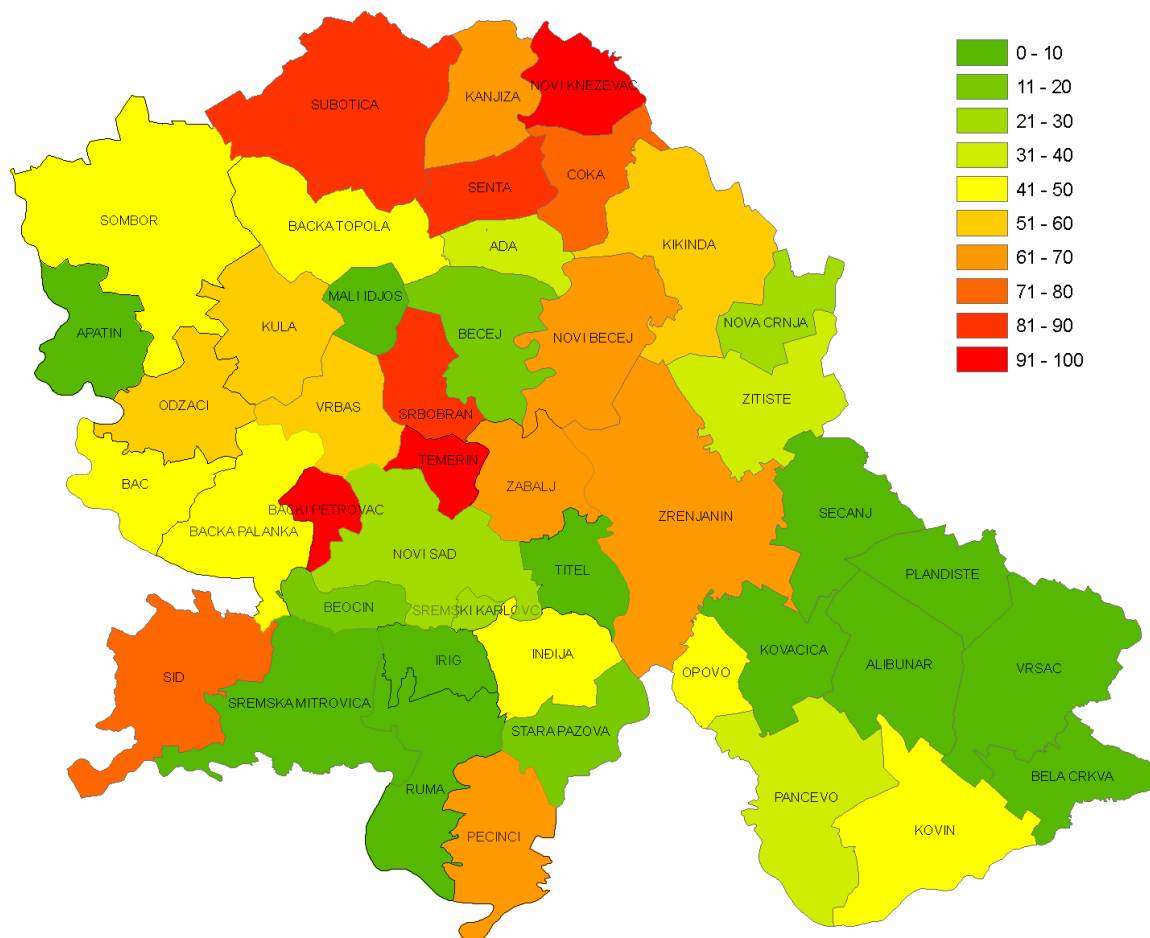 0 - 10
11 - 20
21 - 30
31 - 40
41 - 50
51 - 60
61 - 70
71 - 80
81 - 90
91 - 100
SUBOTICA
KANJIZA
NOVI KNEZEVAC
SENTA
COKA
SOMBOR
BACKA TOPOLA
ADA
KIKINDA
APATIN
MALI IDJOS
KULA
BECEJ
NOVI BECEJ
NOVA CRNJA
ODZACI
VRBAS
SRBOBRAN
ZITISTE
BAC
TEMERIN
ZABALJ
BACKI PETROVAC
BACKA PALANKA
NOVI SAD
ZRENJANIN
SECANJ
TITEL
PLANDISTE
BEOCIN
SREMSKI KARLOVC
SID
IRIG
INĐIJA
OPOVO
KOVACICA
ALIBUNAR
VRSAC
SREMSKA MITROVICA
STARA PAZOVA
RUMA
PANCEVO
BELA CRKVA
PECINCI
KOVIN